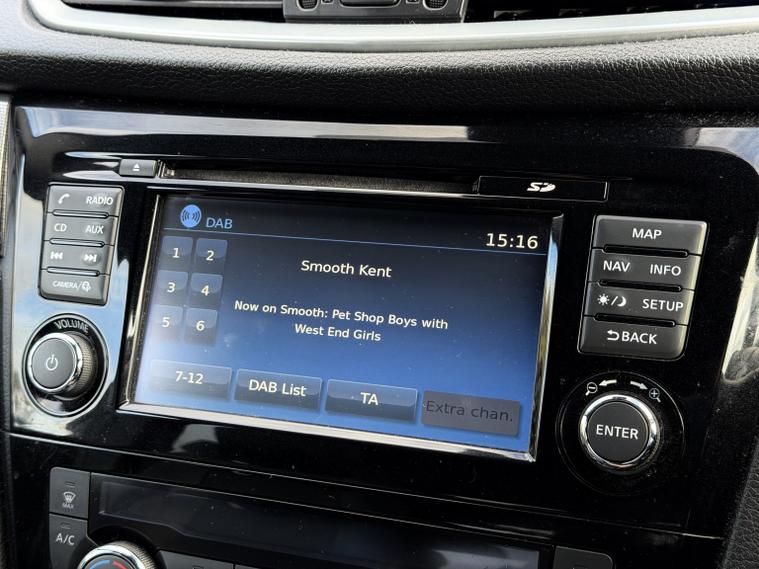 SD
RADIO
CD AUX
CAMERA/
VOLUME
DAB
15:16
1 2
3 4
5 6
Smooth Kent
Now on Smooth: Pet Shop Boys with
West End Girls
7-12
DAB List
TA
Extra chan.
MAP
NAV INFO
SETUP
BACK
ENTER
MAX
A/C